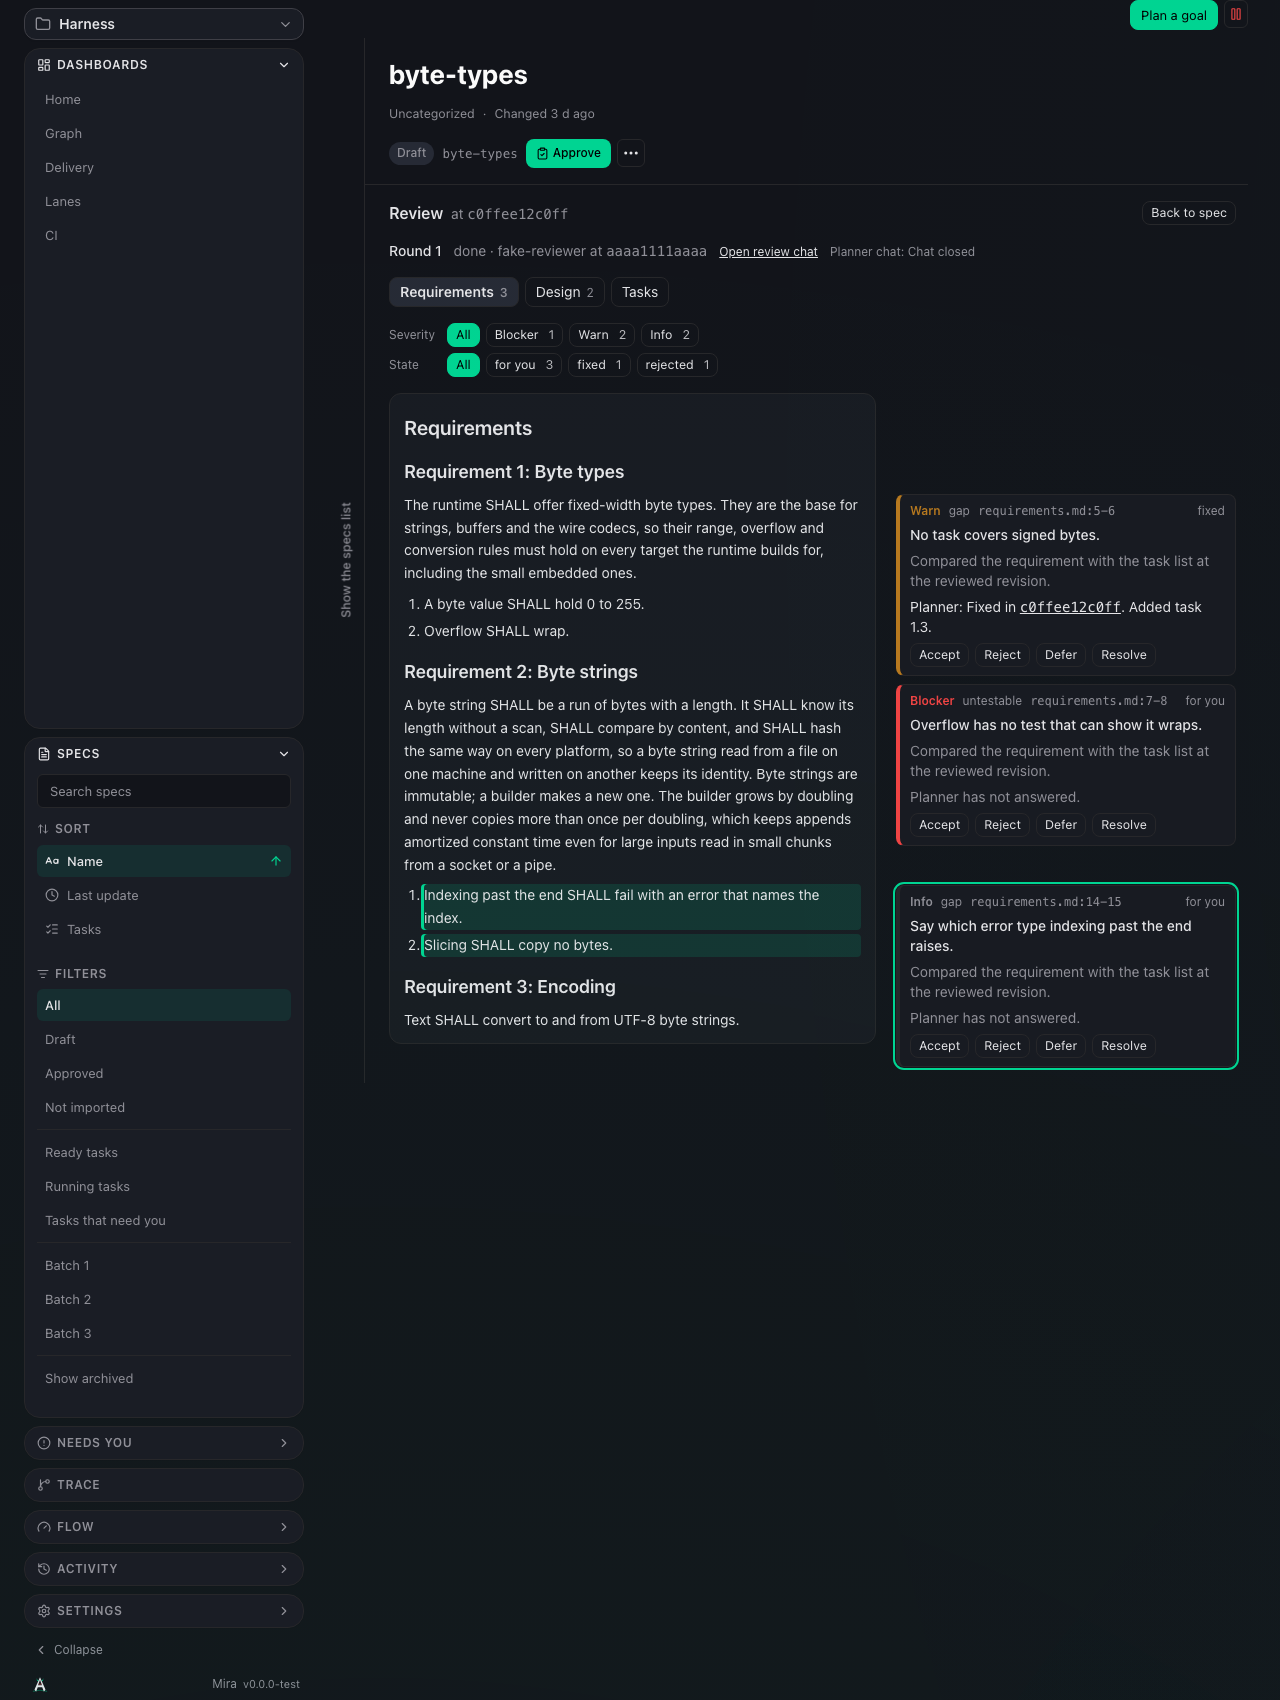 Harness
DASHBOARDS
Home
Graph
Delivery
Lanes
CI
SPECS
Search specs
SORT
Name
Last update
Tasks
FILTERS
All
Draft
Approved
Not imported
Ready tasks
Running tasks
Tasks that need you
Batch 1
Batch 2
Batch 3
Show archived
NEEDS YOU
TRACE
FLOW
ACTIVITY
SETTINGS
Collapse
Mira v0.0.0-test
Show the specs list
Plan a goal
byte-types
Uncategorized · Changed 3 d ago
Draft byte-types Approve
Review at c0ffee12c0ff Back to spec
Round 1 done · fake-reviewer at aaaa1111aaaa Open review chat Planner chat: Chat closed
Requirements 3 Design 2 Tasks
Severity All Blocker 1 Warn 2 Info 2
State All for you 3 fixed 1 rejected 1
Requirements
Requirement 1: Byte types
The runtime SHALL offer fixed-width byte types. They are the base for
strings, buffers and the wire codecs, so their range, overflow and
conversion rules must hold on every target the runtime builds for,
including the small embedded ones.
1. A byte value SHALL hold 0 to 255.
2. Overflow SHALL wrap.
Requirement 2: Byte strings
A byte string SHALL be a run of bytes with a length. It SHALL know its
length without a scan, SHALL compare by content, and SHALL hash
the same way on every platform, so a byte string read from a file on
one machine and written on another keeps its identity. Byte strings are
immutable; a builder makes a new one. The builder grows by doubling
and never copies more than once per doubling, which keeps appends
amortized constant time even for large inputs read in small chunks
from a socket or a pipe.
1. Indexing past the end SHALL fail with an error that names the
index.
2. Slicing SHALL copy no bytes.
Requirement 3: Encoding
Text SHALL convert to and from UTF-8 byte strings.
Warn gap requirements.md:5–6 fixed
No task covers signed bytes.
Compared the requirement with the task list at
the reviewed revision.
Planner: Fixed in c0ffee12c0ff. Added task
1.3.
Accept Reject Defer Resolve
Blocker untestable requirements.md:7–8 for you
Overflow has no test that can show it wraps.
Compared the requirement with the task list at
the reviewed revision.
Planner has not answered.
Accept Reject Defer Resolve
Info gap requirements.md:14–15 for you
Say which error type indexing past the end
raises.
Compared the requirement with the task list at
the reviewed revision.
Planner has not answered.
Accept Reject Defer Resolve